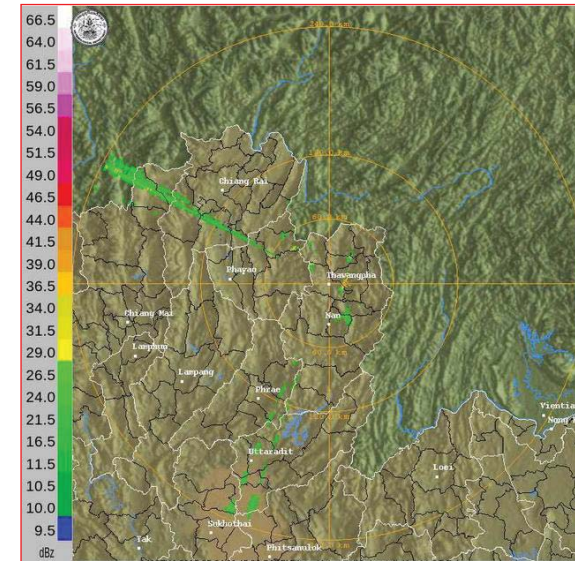 66.5
64.0
61.5
59.0
56.5
54.0
51.5
49.0
46.5
44.0
41.5
39.0
36.5
34.0
31.5
29.0
26.5
24.0
21.5
16.5
11.5
10.5
10.0
9.5
dBz
Chiang Rai
Thawangpha
Phayao
Chiang Mai
Nan
Lamphun
Lampang
Phrae
Vientia
Uttaradit
Loei
Sukhothai
Tak
Phitsanulok